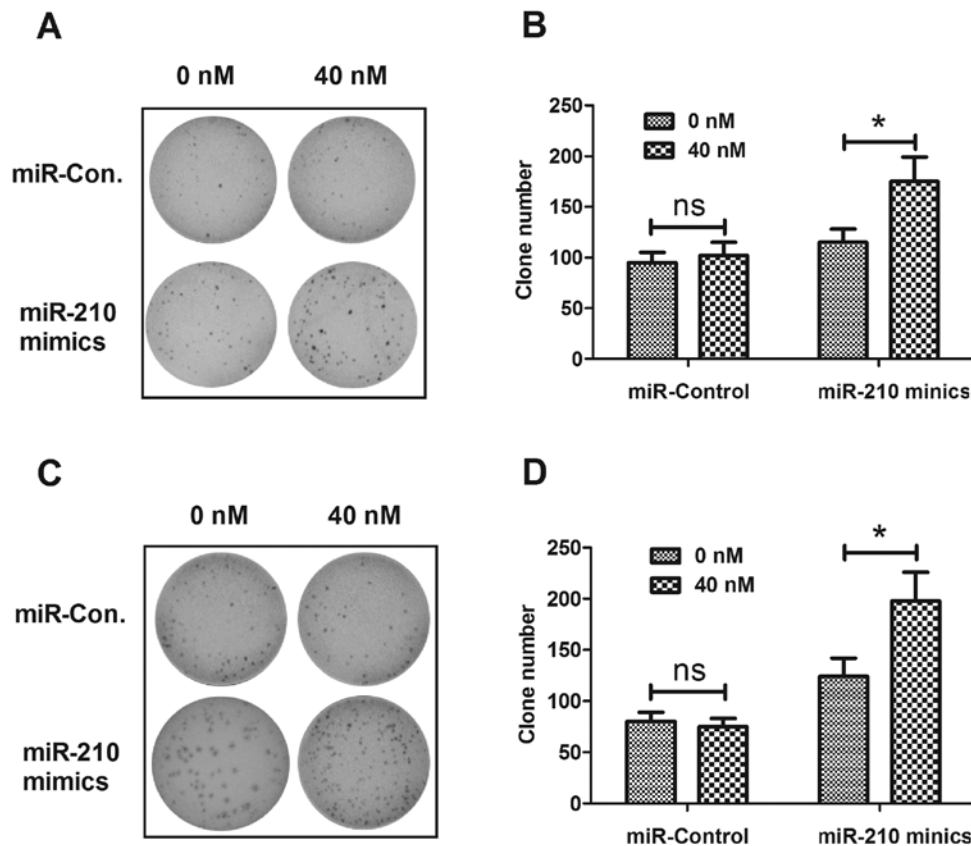 A
0 nM 40 nM
miR-Con.
miR-210
mimics
B
250
200
150
100
50
0
Clone number
0 nM
40 nM
ns
*
miR-Control miR-210 minics
C
0 nM 40 nM
miR-Con.
miR-210
mimics
D
250
200
150
100
50
0
Clone number
0 nM
40 nM
ns
*
miR-Control miR-210 minics